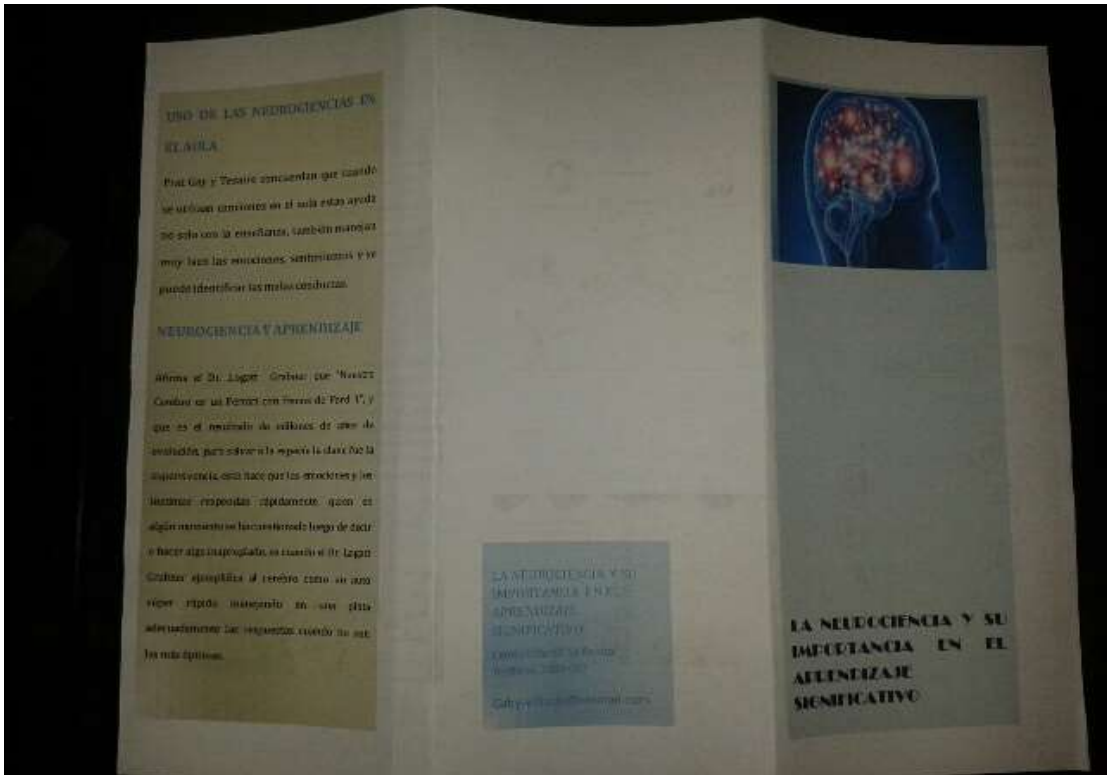 USO DE LAS NEUROCIENCIAS EN
EL AULA
Prat Gay y Terairo concuerdan que cuando
se utilizan canciones en el aula estas ayuda
no solo con la enseñanza, también manejan
muy bien las emociones, sentimientos y se
puede identificar las malas conductas.
NEUROCIENCIA Y APRENDIZAJE
Afirma el Dr. Logatt Grabner que "Nuestro
Cerebro es un Ferrari con frenos de Ford T", y
que es el resultado de millones de años de
evolución, para salvar a la especie la clave fue la
supervivencia, esta hace que las emociones y los
instintos respondan rápidamente, quien en
algún momento se ha cuestionado luego de decir
o hacer algo inapropiado, es cuando el Dr. Logatt
Grabner ejemplifica al cerebro como un auto
súper rápido manejando en una pista
adecuadamente las respuestas cuando no son
las más óptimas.
LA NEUROCIENCIA Y SU
IMPORTANCIA EN EL
APRENDIZAJE
SIGNIFICATIVO
LA NEUROCIENCIA Y SU
IMPORTANCIA EN EL
APRENDIZAJE
SIGNIFICATIVO